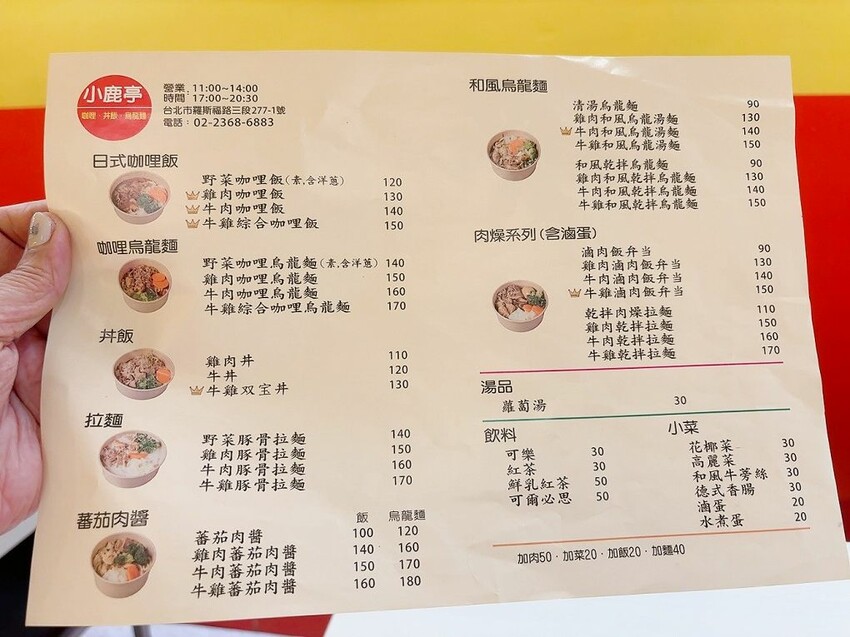 小鹿亭
咖哩．丼飯．烏龍麵
營業 11:00~14:00
時間: 17:00~20:30
台北市羅斯福路三段277-1號
電話：02-2368-6883
日式咖哩飯
野菜咖哩飯(素,含洋蔥) 120
雞肉咖哩飯 130
牛肉咖哩飯 140
牛雞綜合咖哩飯 150
咖哩烏龍麵
野菜咖哩烏龍麵(素,含洋蔥) 140
雞肉咖哩烏龍麵 150
牛肉咖哩烏龍麵 160
牛雞綜合咖哩烏龍麵 170
丼飯
雞肉丼 110
牛丼 120
牛雞双宝丼 130
拉麵
野菜豚骨拉麵 140
雞肉豚骨拉麵 150
牛肉豚骨拉麵 160
牛雞豚骨拉麵 170
蕃茄肉醬 飯 烏龍麵
蕃茄肉醬 100 120
雞肉蕃茄肉醬 140 160
牛肉蕃茄肉醬 150 170
牛雞蕃茄肉醬 160 180
和風烏龍麵
清湯烏龍麵 90
雞肉和風烏龍湯麵 130
牛肉和風烏龍湯麵 140
牛雞和風烏龍湯麵 150
和風乾拌烏龍麵 90
雞肉和風乾拌烏龍麵 130
牛肉和風乾拌烏龍麵 140
牛雞和風乾拌烏龍麵 150
肉燥系列(含滷蛋)
滷肉飯弁当 90
雞肉滷肉飯弁当 130
牛肉滷肉飯弁当 140
牛雞滷肉飯弁当 150
乾拌肉燥拉麵 110
雞肉乾拌拉麵 150
牛肉乾拌拉麵 160
牛雞乾拌拉麵 170
湯品
蘿蔔湯 30
飲料
可樂 30
紅茶 30
鮮乳紅茶 50
可爾必思 50
小菜
花椰菜 30
高麗菜 30
和風牛蒡絲 30
德式香腸 30
滷蛋 20
水煮蛋 20
加肉50．加菜20．加飯20．加麵40